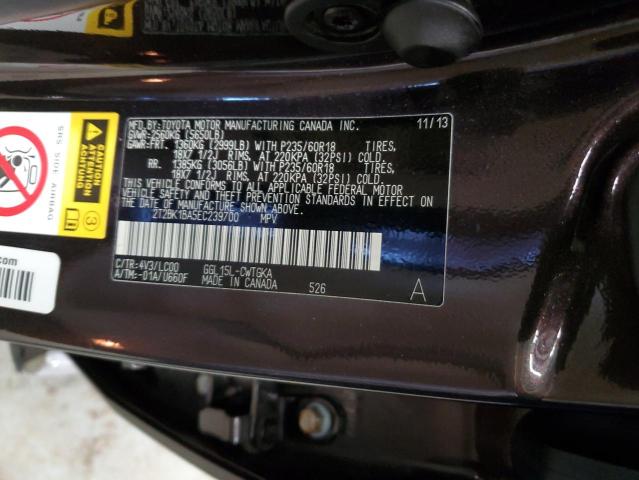 MFD.BY:TOYOTA MOTOR MANUFACTURING CANADA INC. 11/13
GVWR:2560KG (5650LB)
GAWR:FRT. 1360KG (2999LB) WITH P235/60R18 TIRES,
18X7 1/2J RIMS, AT 220KPA (32PSI) COLD.
RR. 1385KG (3056LB) WITH P235/60R18 TIRES,
18X7 1/2J RIMS, AT 220KPA (32PSI) COLD.
THIS VEHICLE CONFORMS TO ALL APPLICABLE FEDERAL MOTOR
VEHICLE SAFETY AND THEFT PREVENTION STANDARDS IN EFFECT
ON THE DATE OF MANUFACTURE SHOWN ABOVE.
2T2BK1BA5EC239700 MPV
C/TR:4V3/LC00 GGL15L-CWTGKA
A/TM:-01A/U660F MADE IN CANADA 526 A
SRS SIDE AIRBAG
CAUTION
ATTENTION
ACHTUNG
3
.com